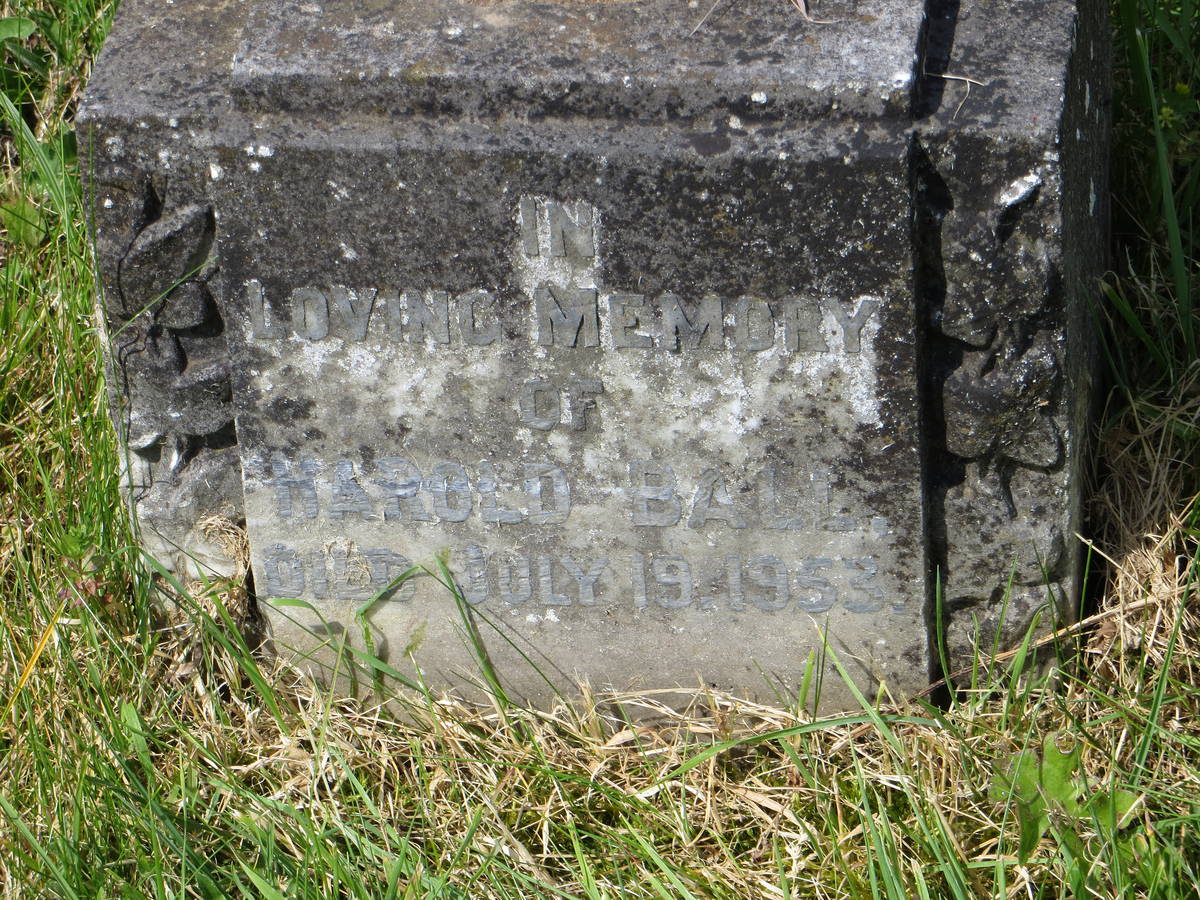 IN
LOVING MEMORY
OF
HAROLD BALL.
DIED JULY 19. 1953.